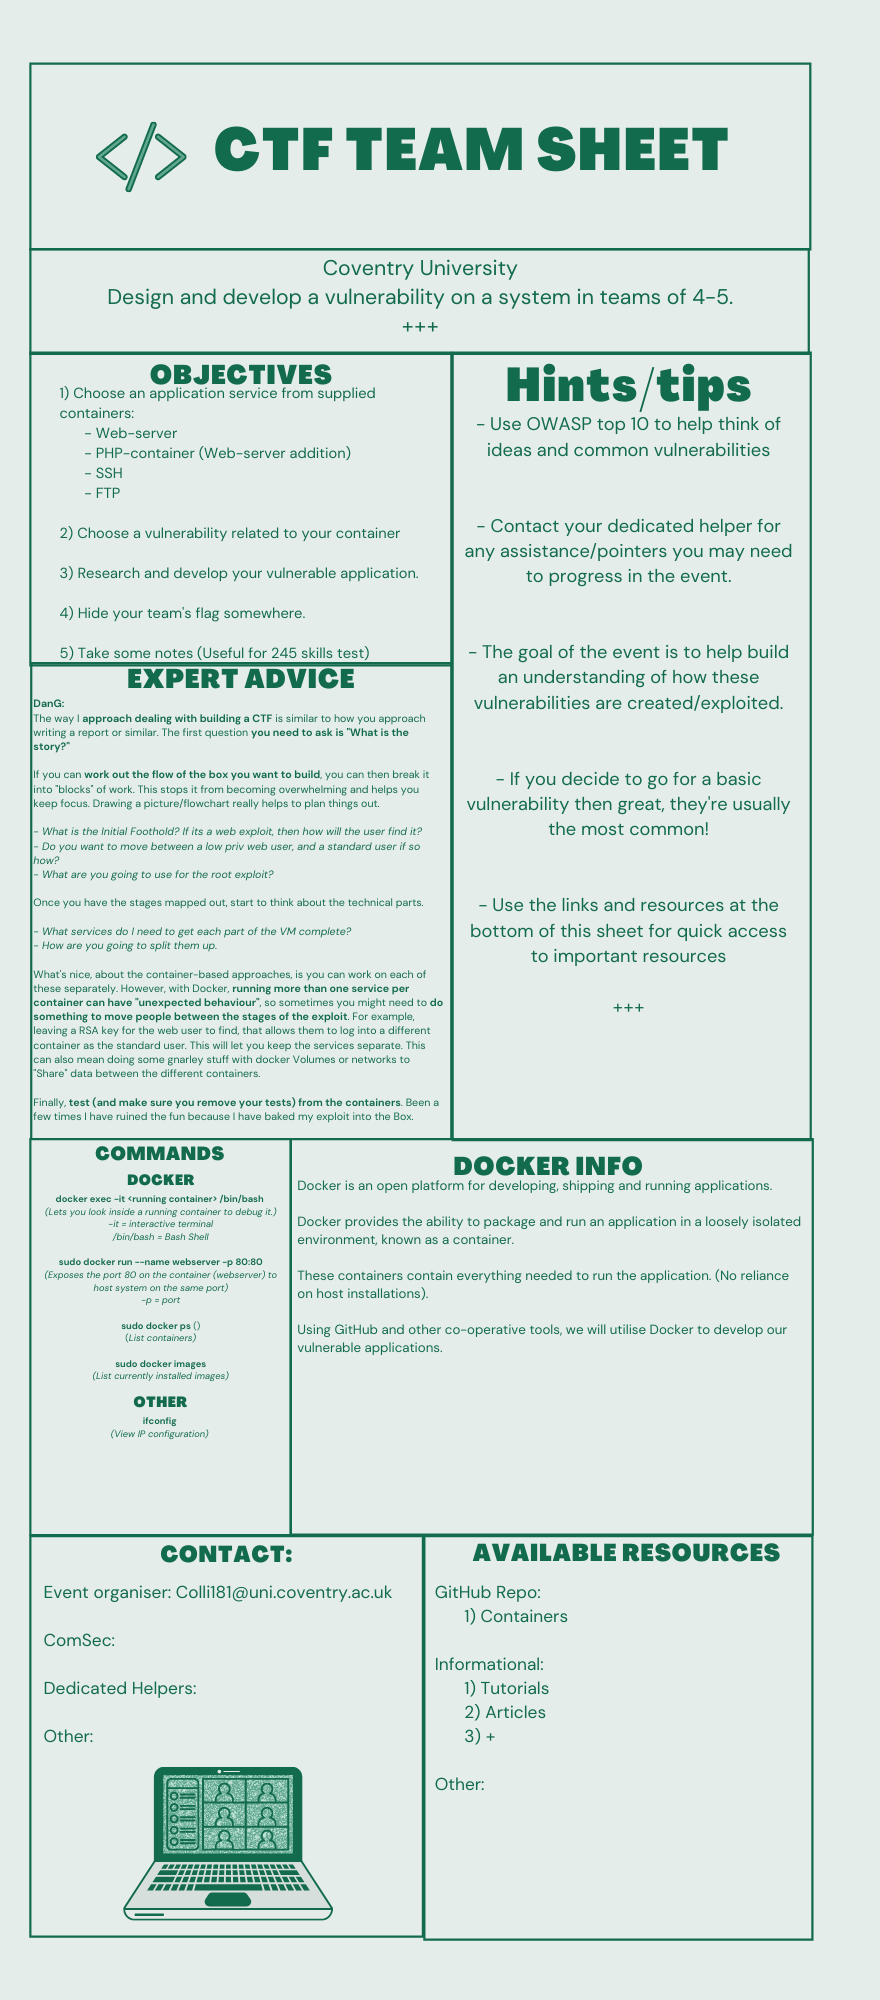 </> CTF TEAM SHEET
Coventry University
Design and develop a vulnerability on a system in teams of 4-5.
+++
OBJECTIVES
1) Choose an application service from supplied
containers:
- Web-server
- PHP-container (Web-server addition)
- SSH
- FTP
2) Choose a vulnerability related to your container
3) Research and develop your vulnerable application.
4) Hide your team's flag somewhere.
5) Take some notes (Useful for 245 skills test)
Hints/tips
- Use OWASP top 10 to help think of
ideas and common vulnerabilities
- Contact your dedicated helper for
any assistance/pointers you may need
to progress in the event.
- The goal of the event is to help build
an understanding of how these
vulnerabilities are created/exploited.
- If you decide to go for a basic
vulnerability then great, they're usually
the most common!
- Use the links and resources at the
bottom of this sheet for quick access
to important resources
+++
EXPERT ADVICE
DanG:
The way I approach dealing with building a CTF is similar to how you approach
writing a report or similar. The first question you need to ask is "What is the
story?"
If you can work out the flow of the box you want to build, you can then break it
into "blocks" of work. This stops it from becoming overwhelming and helps you
keep focus. Drawing a picture/flowchart really helps to plan things out.
- What is the Initial Foothold? If its a web exploit, then how will the user find it?
- Do you want to move between a low priv web user, and a standard user if so
how?
- What are you going to use for the root exploit?
Once you have the stages mapped out, start to think about the technical parts.
- What services do I need to get each part of the VM complete?
- How are you going to split them up.
What's nice, about the container-based approaches, is you can work on each of
these separately. However, with Docker, running more than one service per
container can have "unexpected behaviour", so sometimes you might need to do
something to move people between the stages of the exploit. For example,
leaving a RSA key for the web user to find, that allows them to log into a different
container as the standard user. This will let you keep the services separate. This
can also mean doing some gnarley stuff with docker Volumes or networks to
"Share" data between the different containers.
Finally, test (and make sure you remove your tests) from the containers. Been a
few times I have ruined the fun because I have baked my exploit into the Box.
COMMANDS
DOCKER
docker exec -it <running container> /bin/bash
(Lets you look inside a running container to debug it.)
-it = interactive terminal
/bin/bash = Bash Shell
sudo docker run --name webserver -p 80:80
(Exposes the port 80 on the container (webserver) to
host system on the same port)
-p = port
sudo docker ps ()
(List containers)
sudo docker images
(List currently installed images)
OTHER
ifconfig
(View IP configuration)
DOCKER INFO
Docker is an open platform for developing, shipping and running applications.
Docker provides the ability to package and run an application in a loosely isolated
environment, known as a container.
These containers contain everything needed to run the application. (No reliance
on host installations).
Using GitHub and other co-operative tools, we will utilise Docker to develop our
vulnerable applications.
CONTACT:
Event organiser: Colli181@uni.coventry.ac.uk
ComSec:
Dedicated Helpers:
Other:
AVAILABLE RESOURCES
GitHub Repo:
1) Containers
Informational:
1) Tutorials
2) Articles
3) +
Other: